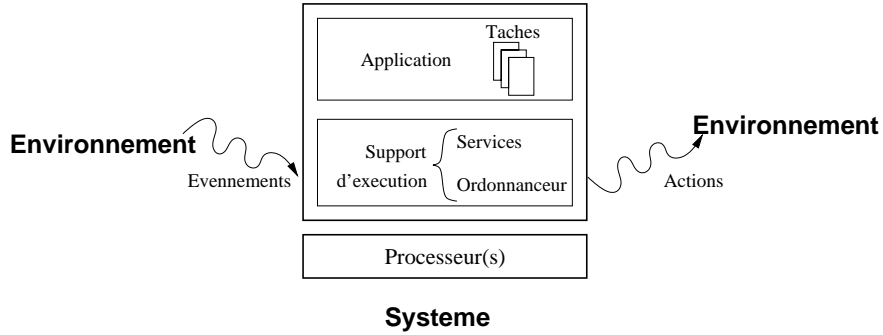 Taches
Application
Environnement
Evennements
Support
d'execution
Services
Ordonnanceur
Environnement
Actions
Processeur(s)
Systeme